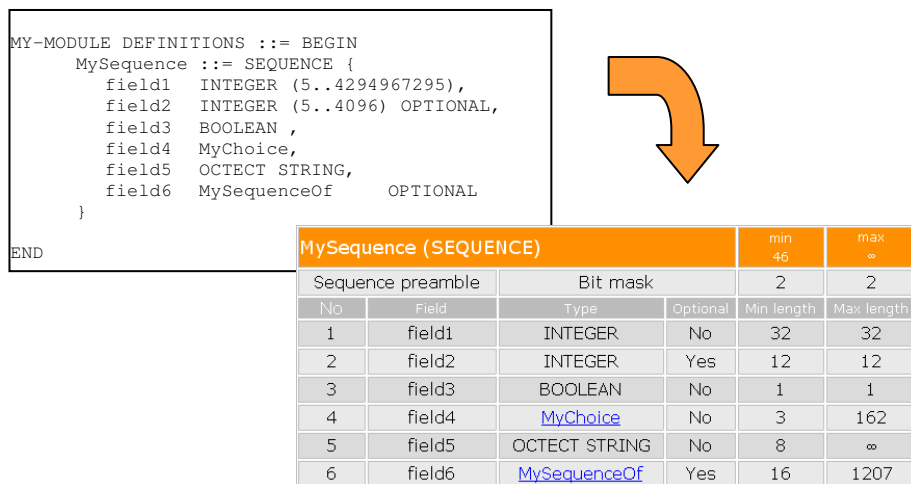 MY-MODULE DEFINITIONS ::= BEGIN
MySequence ::= SEQUENCE {
field1 INTEGER (5..4294967295),
field2 INTEGER (5..4096) OPTIONAL,
field3 BOOLEAN ,
field4 MyChoice,
field5 OCTECT STRING,
field6 MySequenceOf OPTIONAL
}
END
MySequence (SEQUENCE) min 46 max ∞
Sequence preamble Bit mask 2 2
No Field Type Optional Min length Max length
1 field1 INTEGER No 32 32
2 field2 INTEGER Yes 12 12
3 field3 BOOLEAN No 1 1
4 field4 MyChoice No 3 162
5 field5 OCTECT STRING No 8 ∞
6 field6 MySequenceOf Yes 16 1207